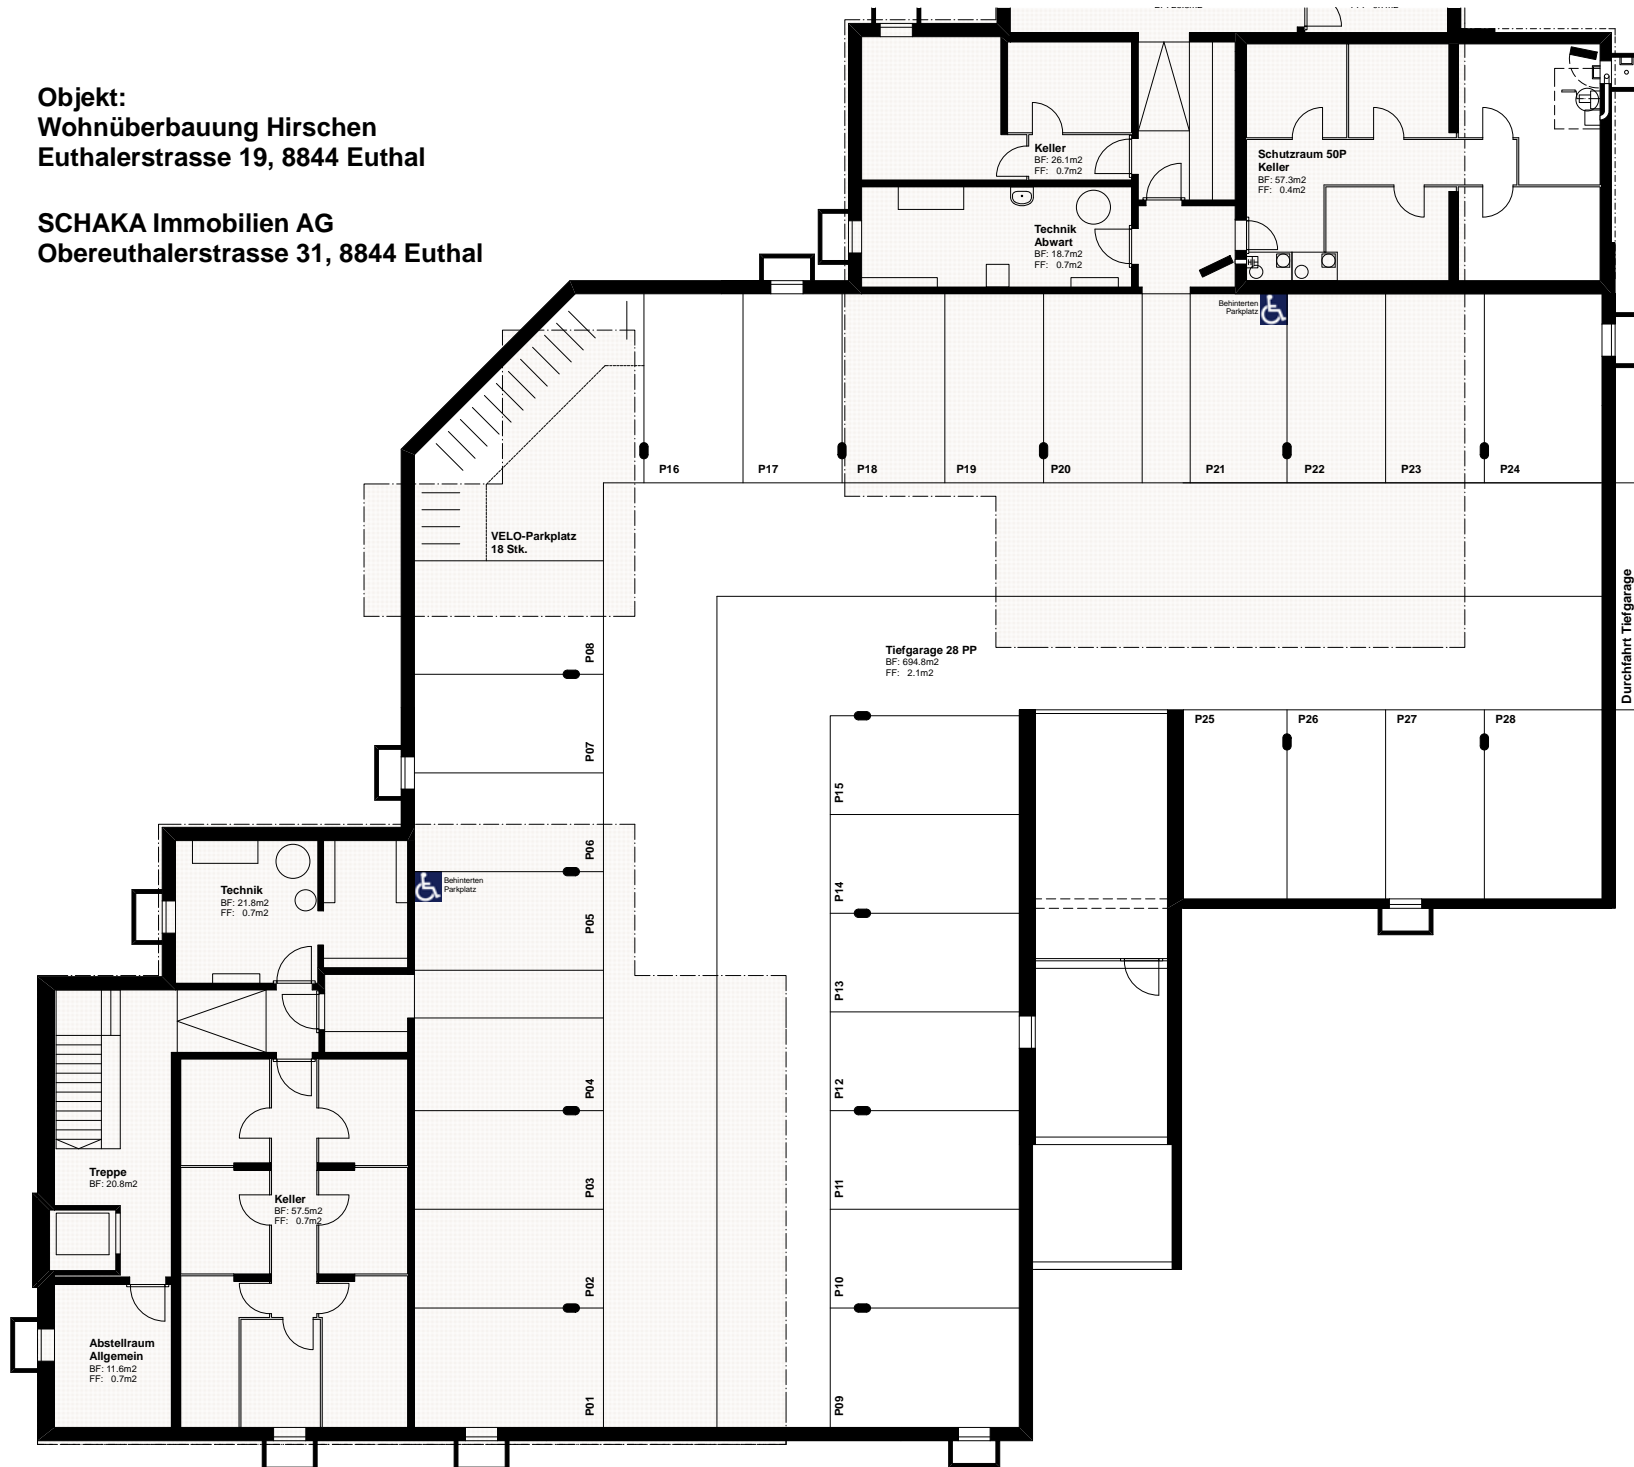 Objekt:
Wohnüberbauung Hirschen
Euthalerstrasse 19, 8844 Euthal
SCHAKA Immobilien AG
Obereuthalerstrasse 31, 8844 Euthal
Keller
BF: 26.1m2
FF: 0.7m2
Schutzraum 50P
Keller
BF: 57.3m2
FF: 0.4m2
Technik
Abwart
BF: 18.7m2
FF: 0.7m2
Behinterten
Parkplatz
P16
P17
P18
P19
P20
P21
P22
P23
P24
VELO-Parkplatz
18 Stk.
Durchfahrt Tiefgarage
Tiefgarage 28 PP
BF: 694.8m2
FF: 2.1m2
P08
P07
P06
P05
P04
P03
P02
P01
P15
P14
P13
P12
P11
P10
P09
P25
P26
P27
P28
Behinterten
Parkplatz
Technik
BF: 21.8m2
FF: 0.7m2
Treppe
BF: 20.8m2
Keller
BF: 57.5m2
FF: 0.7m2
Abstellraum
Allgemein
BF: 11.6m2
FF: 0.7m2